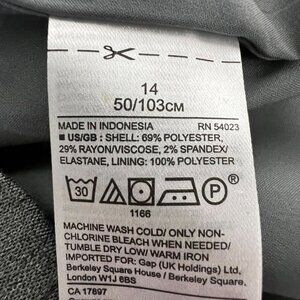 14
50/103CM
MADE IN INDONESIA RN 54023
■ US/GB : SHELL: 69% POLYESTER,
29% RAYON/VISCOSE, 2% SPANDEX/
ELASTANE, LINING: 100% POLYESTER
30 P ®
1166
MACHINE WASH COLD/ ONLY NON-
CHLORINE BLEACH WHEN NEEDED/
TUMBLE DRY LOW/ WARM IRON
IMPORTED FOR: Gap (UK Holdings) Ltd.
Berkeley Square House / Berkeley Square.
London W1J 6BS
CA 17897